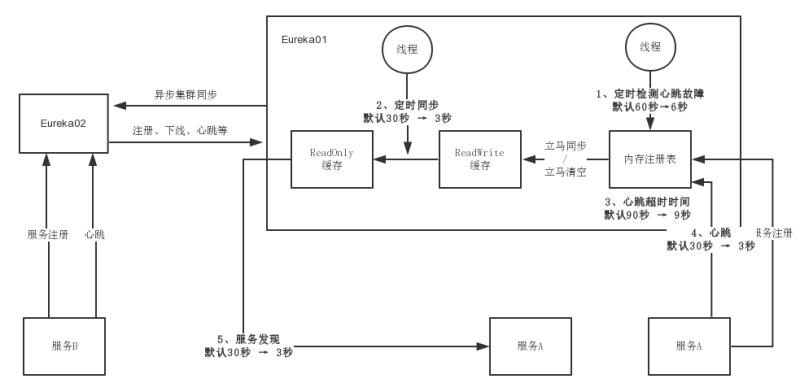 Eureka01
线程
线程
异步集群同步
2、定时同步
默认30秒 → 3秒
1、定时检测心跳故障
默认60秒→6秒
Eureka02
注册、下线、心跳等
ReadOnly
缓存
ReadWrite
缓存
立马同步
/
立马清空
内存注册表
3、心跳超时时间
默认90秒 → 9秒
服务注册
心跳
4、心跳
默认30秒 → 3秒
服务注册
5、服务发现
默认30秒 → 3秒
服务B
服务A
服务A